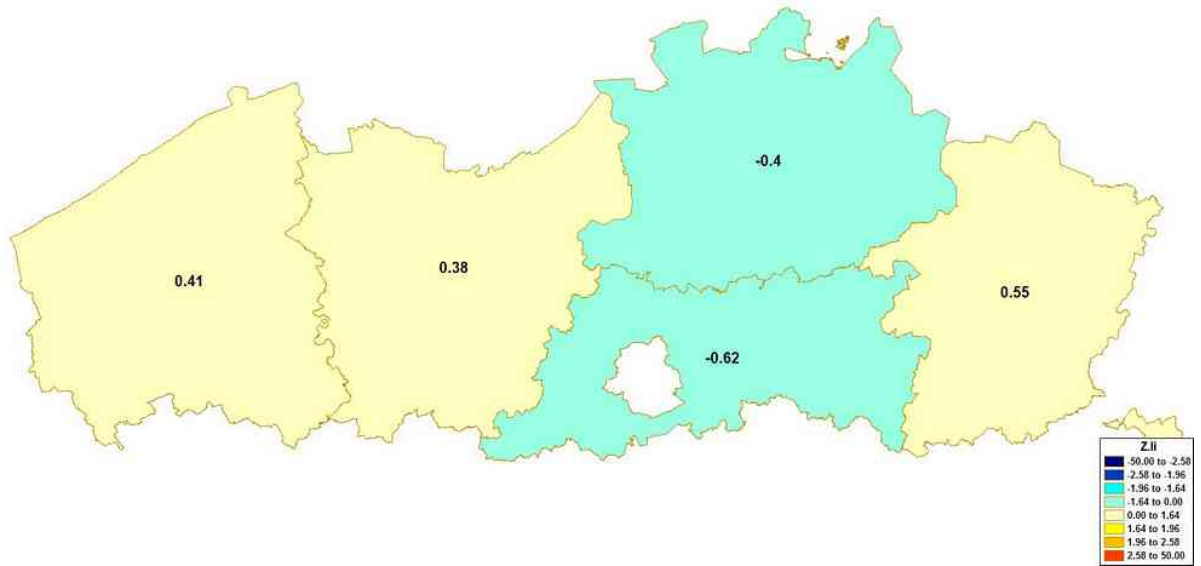 -0.4
0.41
0.38
0.55
-0.62
Z.li
-50.00 to -2.58
-2.58 to -1.96
-1.96 to -1.64
-1.64 to 0.00
0.00 to 1.64
1.64 to 1.96
1.96 to 2.58
2.58 to 50.00